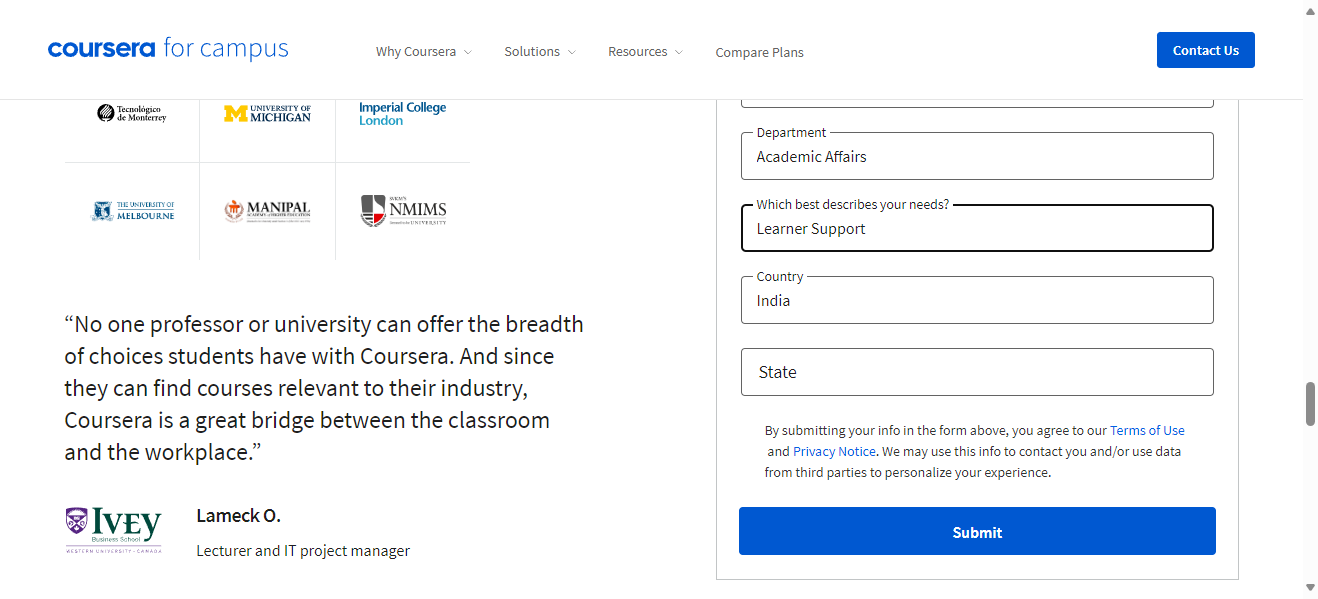 coursera for campus
Why Coursera
Solutions
Resources
Compare Plans
Contact Us
Tecnológico
de Monterrey
UNIVERSITY OF
MICHIGAN
Imperial College
London
THE UNIVERSITY OF
MELBOURNE
MANIPAL
ACADEMY of HIGHER EDUCATION
SVKM'S
NMIMS
UNIVERSITY
“No one professor or university can offer the breadth
of choices students have with Coursera. And since
they can find courses relevant to their industry,
Coursera is a great bridge between the classroom
and the workplace.”
IVEY
Business School
WESTERN UNIVERSITY · CANADA
Lameck O.
Lecturer and IT project manager
Department
Academic Affairs
Which best describes your needs?
Learner Support
Country
India
State
By submitting your info in the form above, you agree to our Terms of Use
and Privacy Notice. We may use this info to contact you and/or use data
from third parties to personalize your experience.
Submit